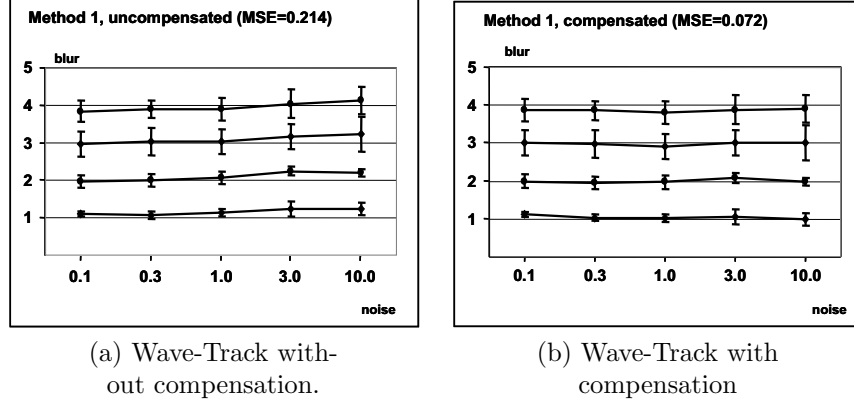 Method 1, uncompensated (MSE=0.214)
blur
5
4
3
2
1
0.1 0.3 1.0 3.0 10.0
noise
(a) Wave-Track with-
out compensation.
Method 1, compensated (MSE=0.072)
blur
5
4
3
2
1
0.1 0.3 1.0 3.0 10.0
noise
(b) Wave-Track with
compensation